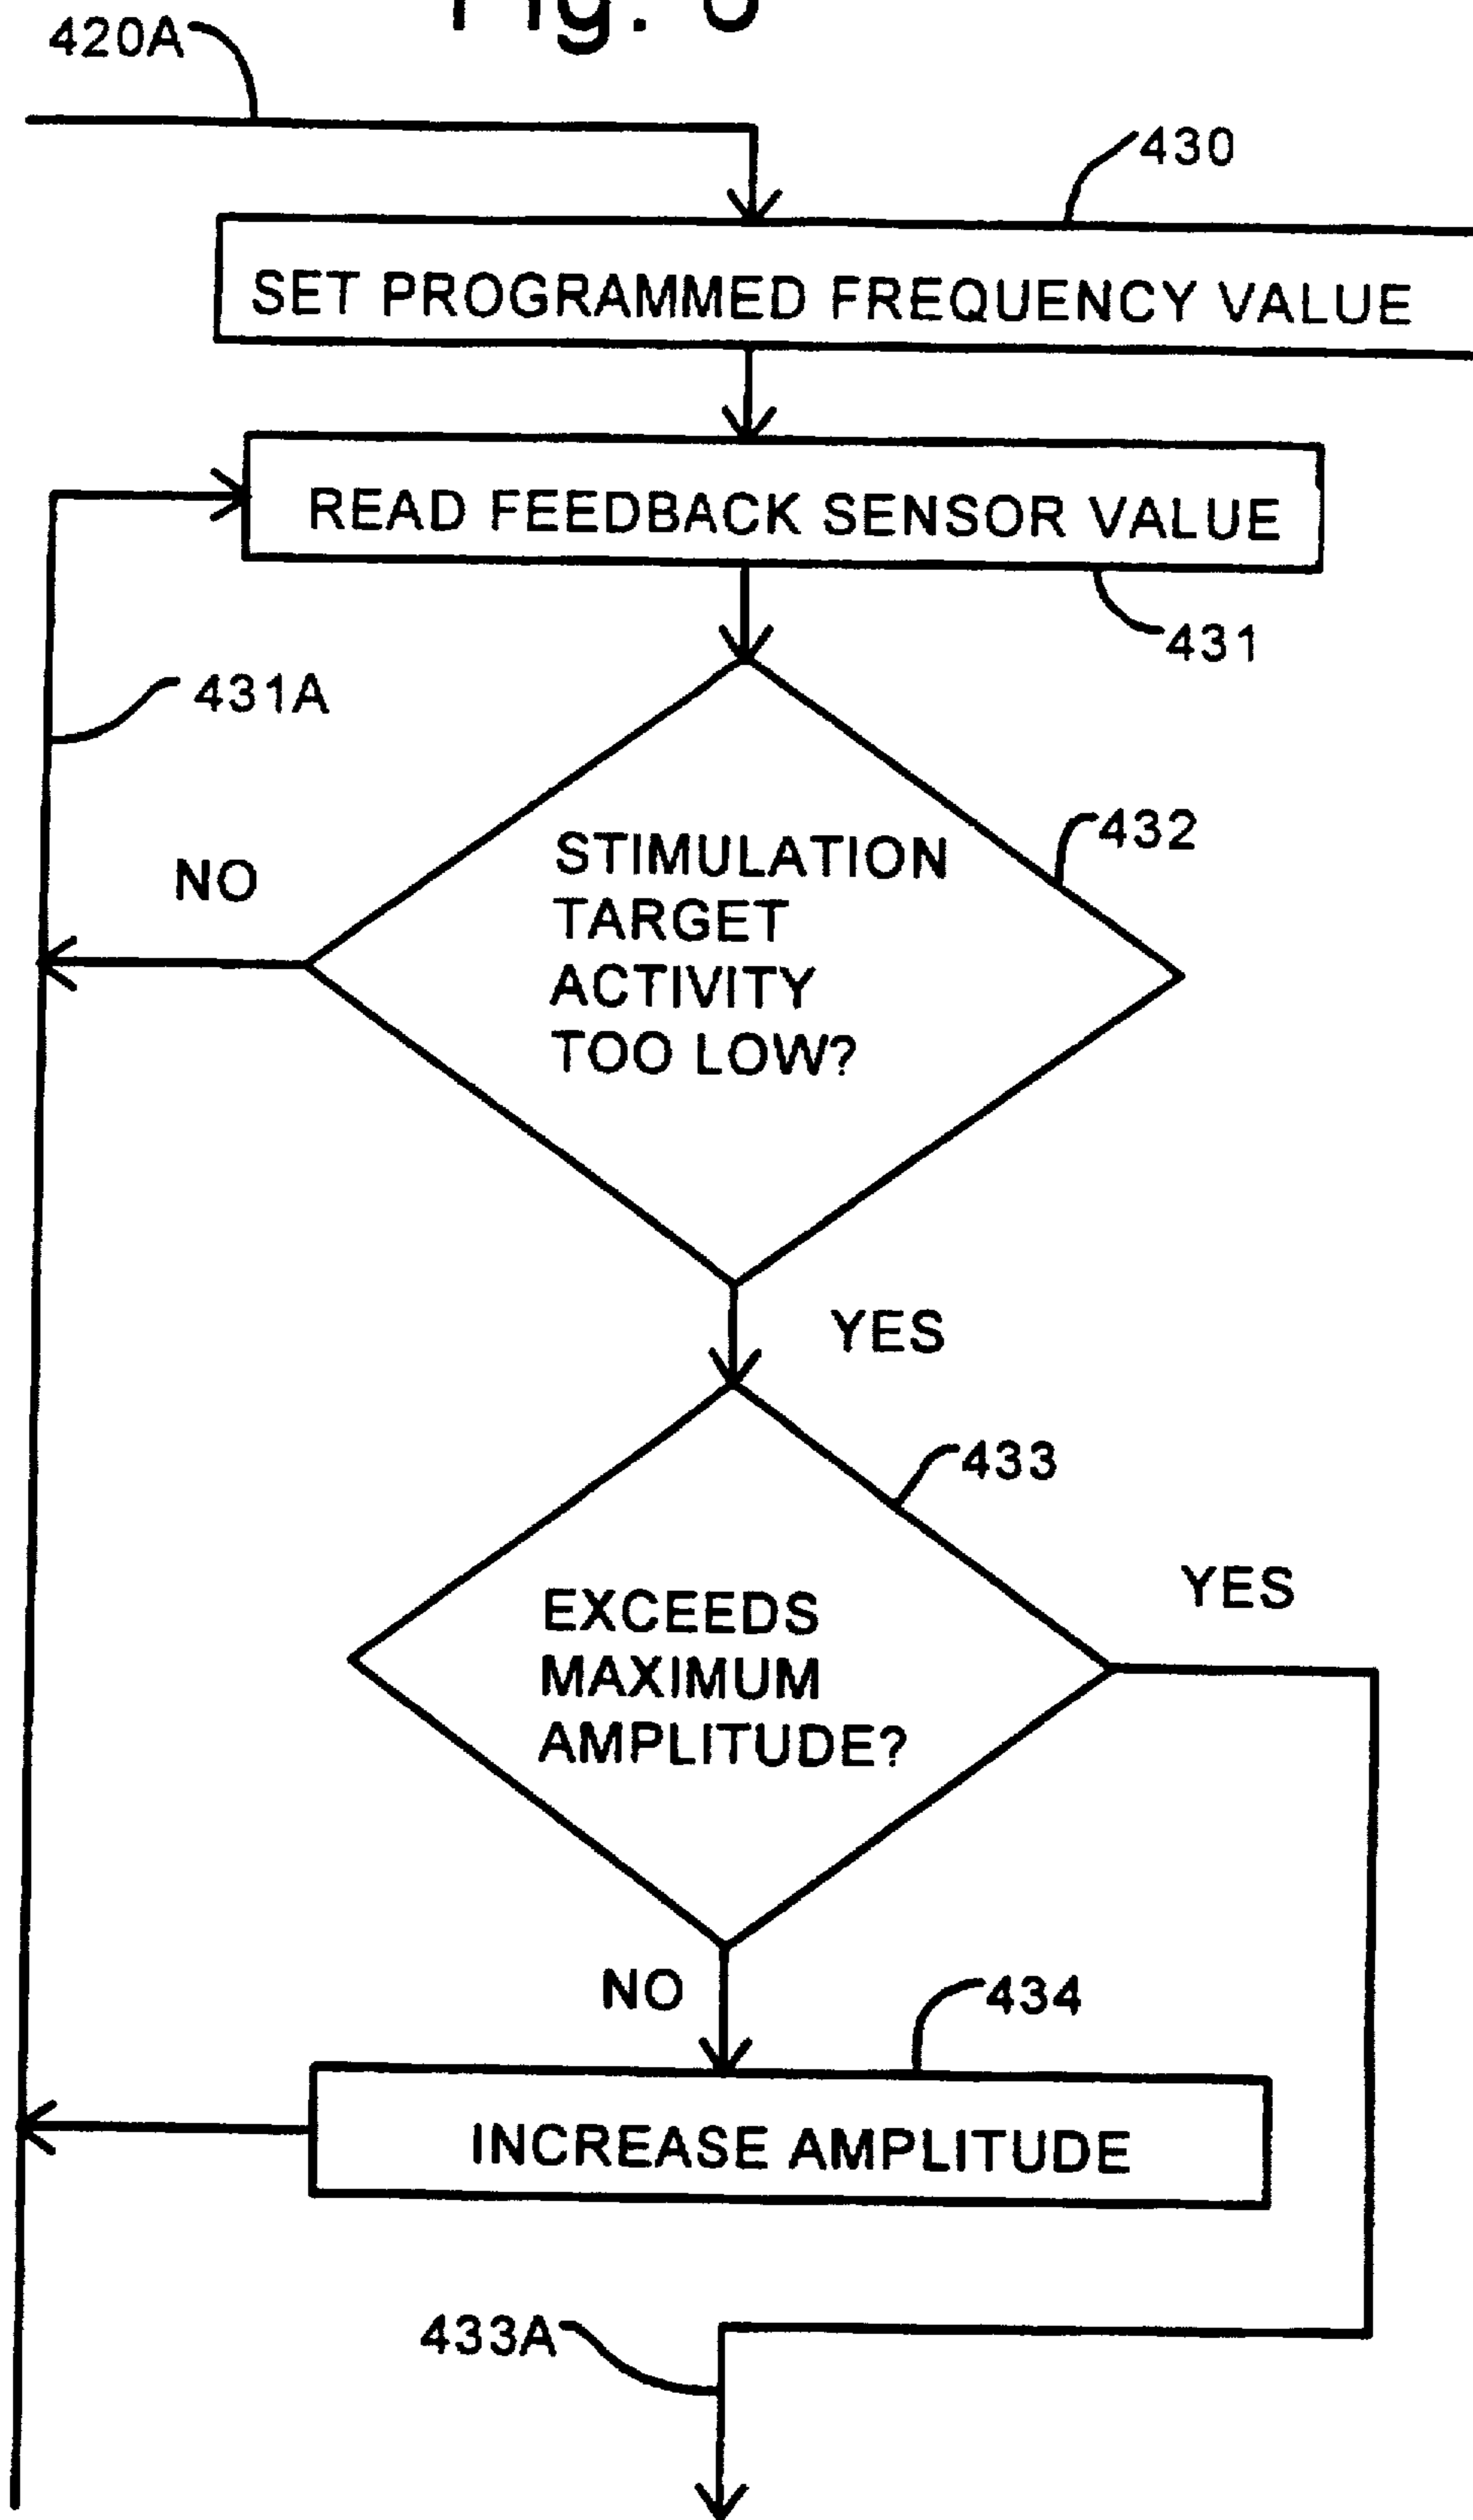 Fig.
420A
430
SET PROGRAMMED FREQUENCY VALUE
READ FEEDBACK SENSOR VALUE
431
431A
432
NO
STIMULATION
TARGET
ACTIVITY
TOO LOW?
YES
433
YES
EXCEEDS
MAXIMUM
AMPLITUDE?
NO
434
INCREASE AMPLITUDE
433A